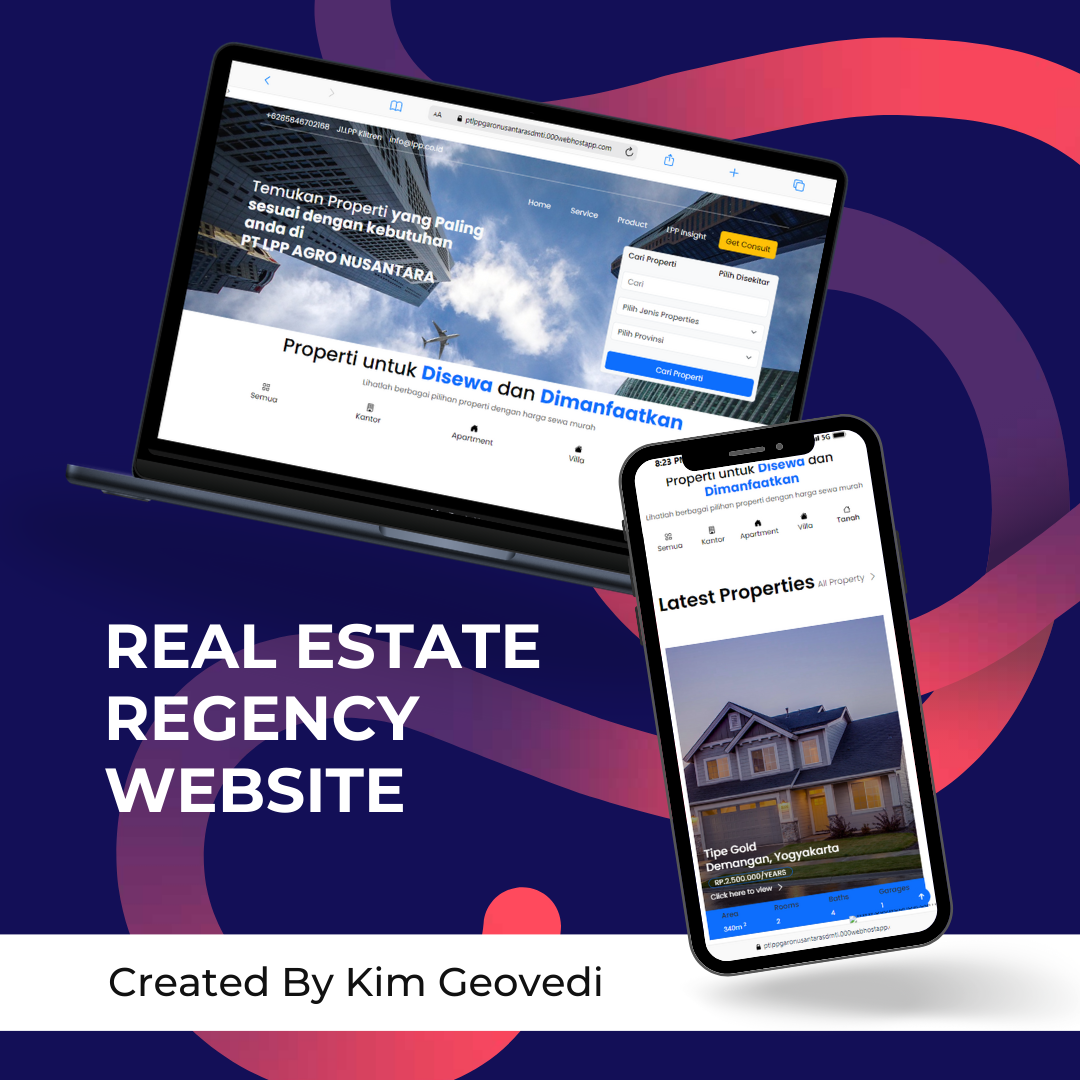 AA ptlppgaronusantarasdmti.000webhostapp.com
+6285846702168 Jl.LPP Klitren info@lpp.co.id
Home Service Product LPP Insight Get Consult
Temukan Properti yang Paling
sesuai dengan kebutuhan
anda di
PT LPP AGRO NUSANTARA
Cari Properti Pilih Disekitar
Cari
Pilih Jenis Properties
Pilih Provinsi
Cari Properti
Properti untuk Disewa dan Dimanfaatkan
Lihatlah berbagai pilihan properti dengan harga sewa murah
Semua Kantor Apartment Villa
8:23 PM 5G
Properti untuk Disewa dan
Dimanfaatkan
Lihatlah berbagai pilihan properti dengan harga sewa murah
Semua Kantor Apartment Villa Tanah
Latest Properties All Property
Tipe Gold
Demangan, Yogyakarta
RP.2.500.000/YEARS
Click here to view
Area Rooms Baths Garages
340m² 2 4 1
ptlppgaronusantarasdmti.000webhostapp.
REAL ESTATE
REGENCY
WEBSITE
Created By Kim Geovedi